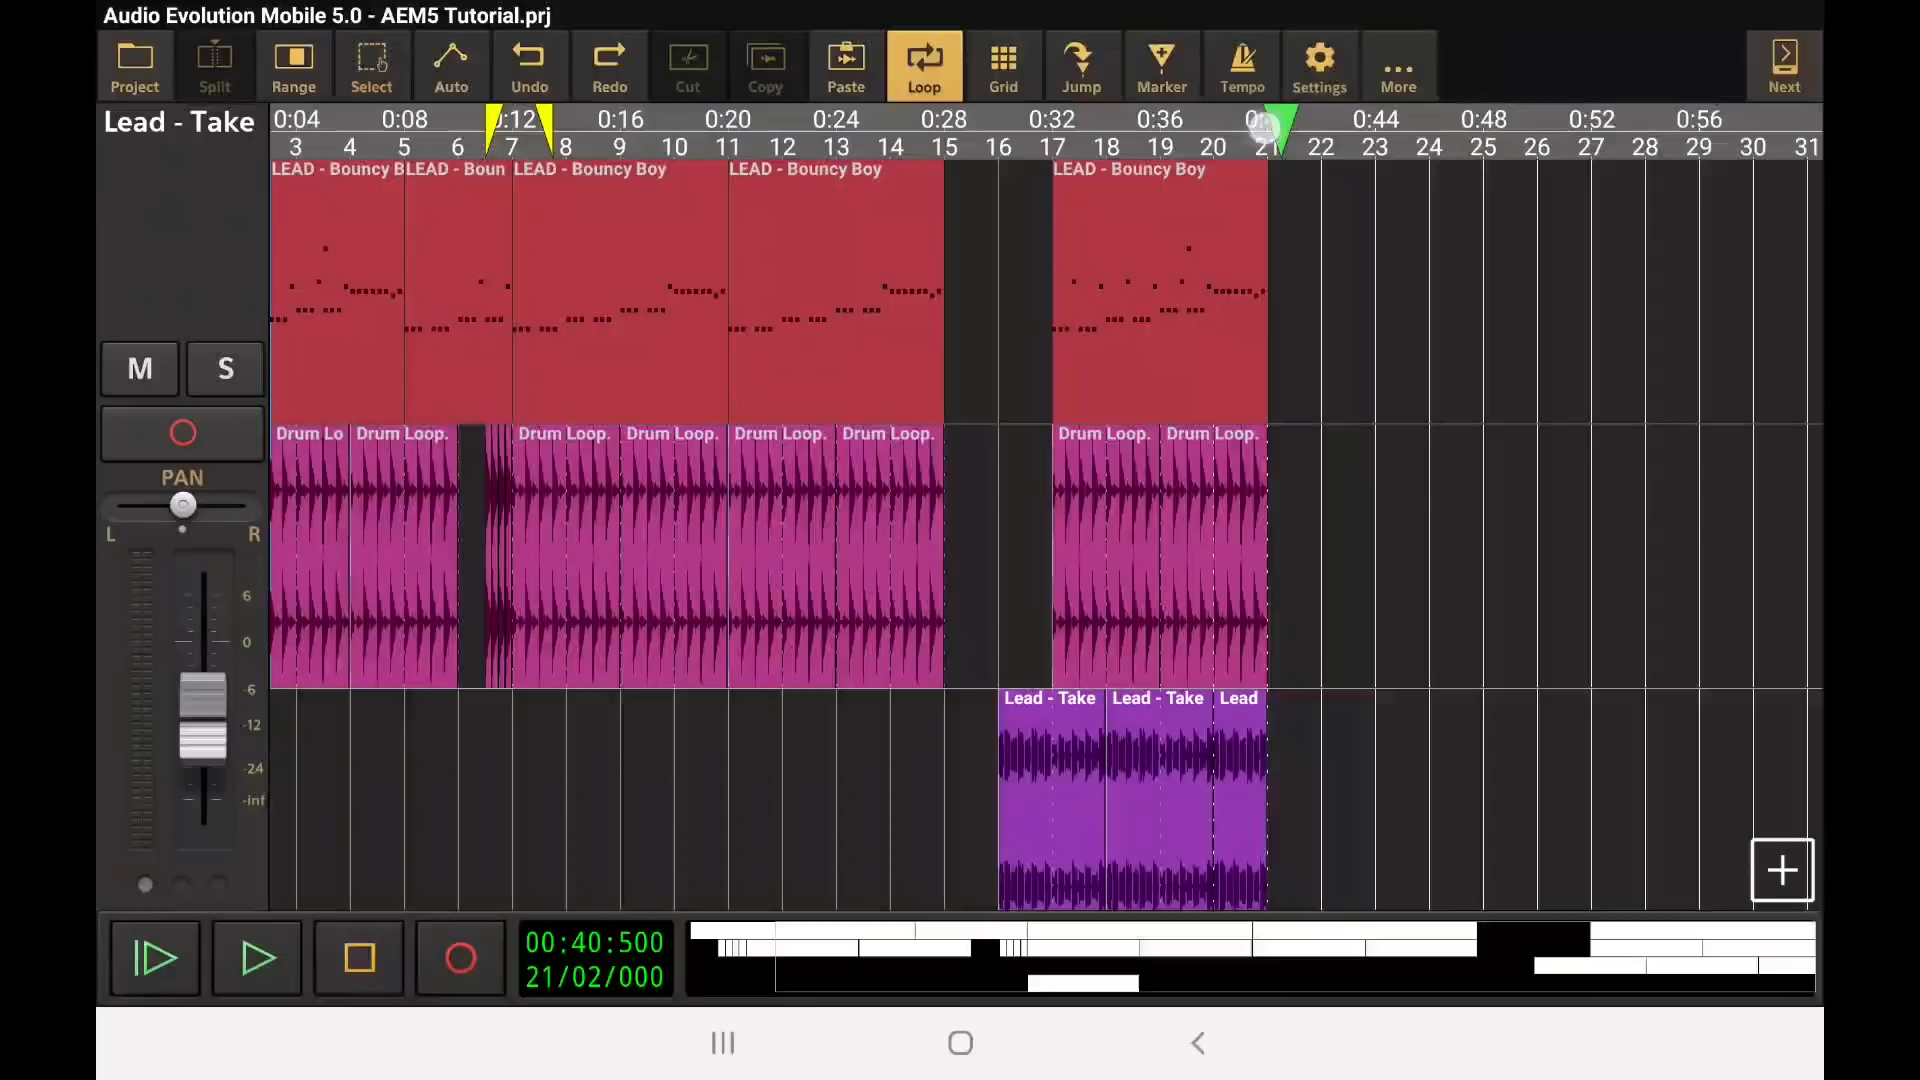 Audio Evolution Mobile 5.0 - AEM5 Tutorial.prj
Project Split Range Select Auto Undo Redo Cut Copy Paste Loop Grid Jump Marker Tempo Settings More Next
Lead - Take
0:04 0:08 0:12 0:16 0:20 0:24 0:28 0:32 0:36 0:44 0:48 0:52 0:56
3 4 5 6 7 8 9 10 11 12 13 14 15 16 17 18 19 20 21 22 23 24 25 26 27 28 29 30 31
LEAD - Bouncy B LEAD - Boun LEAD - Bouncy Boy LEAD - Bouncy Boy LEAD - Bouncy Boy
M S
Drum Lo Drum Loop. Drum Loop. Drum Loop. Drum Loop. Drum Loop. Drum Loop. Drum Loop.
PAN
L R
6
0
-6
-12
-24
-inf
Lead - Take Lead - Take Lead
00:40:500
21/02/000